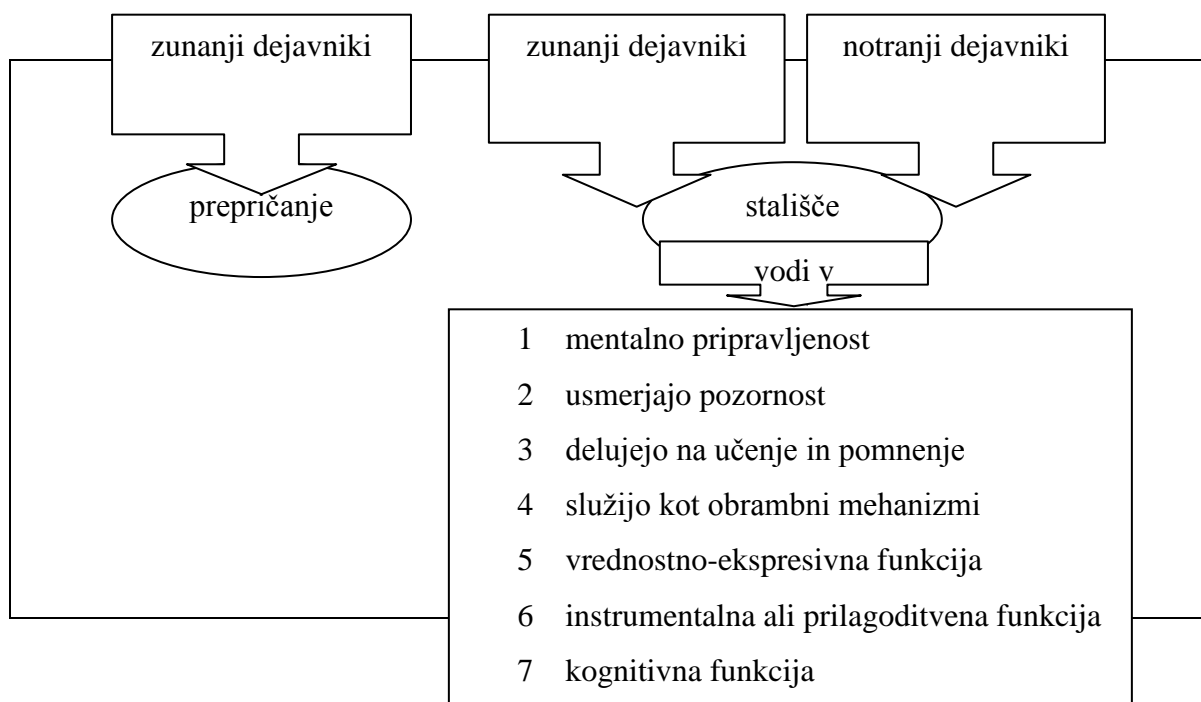 zunanji dejavniki
zunanji dejavniki
notranji dejavniki
prepričanje
stališče
vodi v
1 mentalno pripravljenost
2 usmerjajo pozornost
3 delujejo na učenje in pomnenje
4 služijo kot obrambni mehanizmi
5 vrednostno-ekspresivna funkcija
6 instrumentalna ali prilagoditvena funkcija
7 kognitivna funkcija